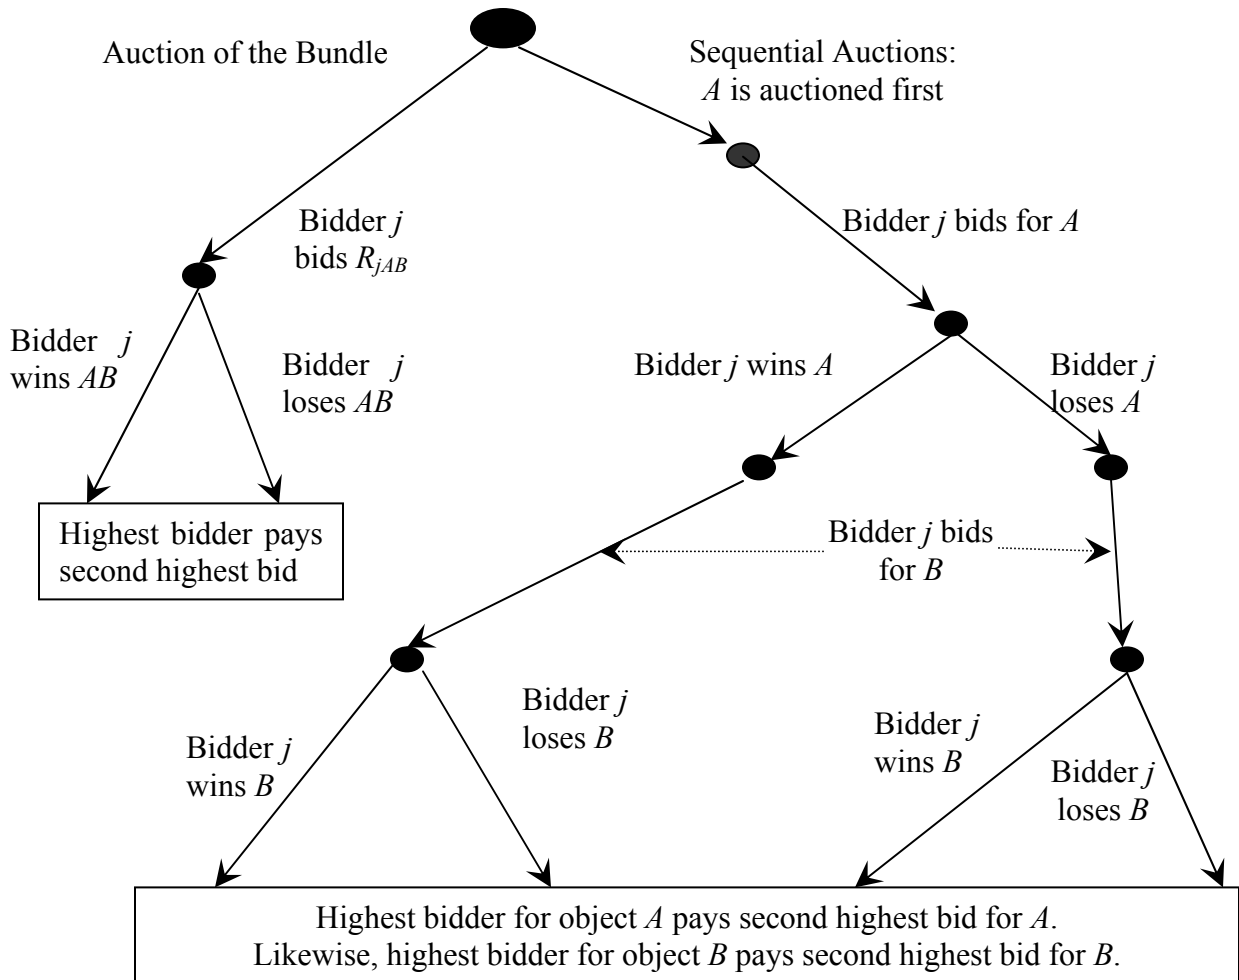 Auction of the Bundle
Sequential Auctions:
A is auctioned first
Bidder j
bids R_{jAB}
Bidder j bids for A
Bidder j
wins AB
Bidder j
loses AB
Bidder j wins A
Bidder j
loses A
Highest bidder pays
second highest bid
Bidder j bids
for B
Bidder j
wins B
Bidder j
loses B
Bidder j
wins B
Bidder j
loses B
Highest bidder for object A pays second highest bid for A.
Likewise, highest bidder for object B pays second highest bid for B.